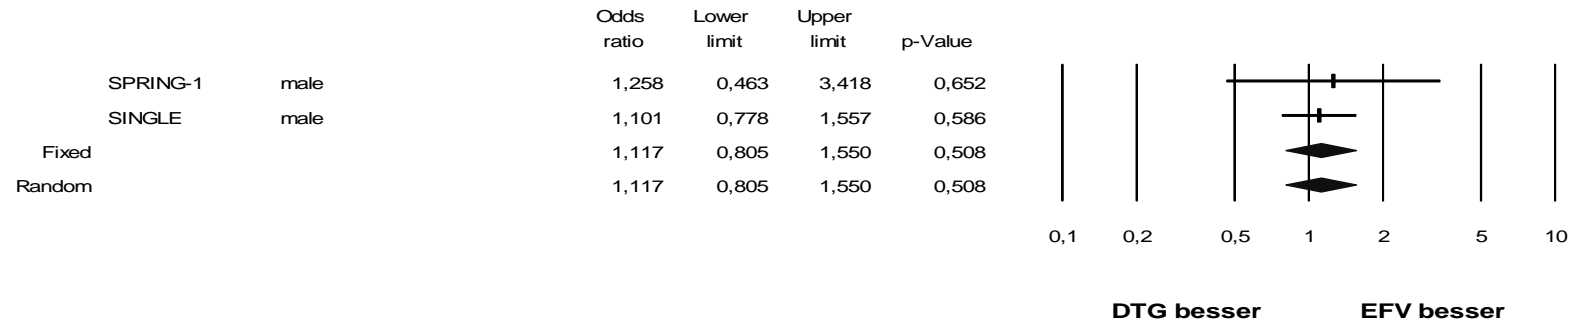 Odds Lower Upper
ratio limit limit p-Value
SPRING-1 male 1,258 0,463 3,418 0,652
SINGLE male 1,101 0,778 1,557 0,586
Fixed 1,117 0,805 1,550 0,508
Random 1,117 0,805 1,550 0,508
0,1 0,2 0,5 1 2 5 10
DTG besser EFV besser